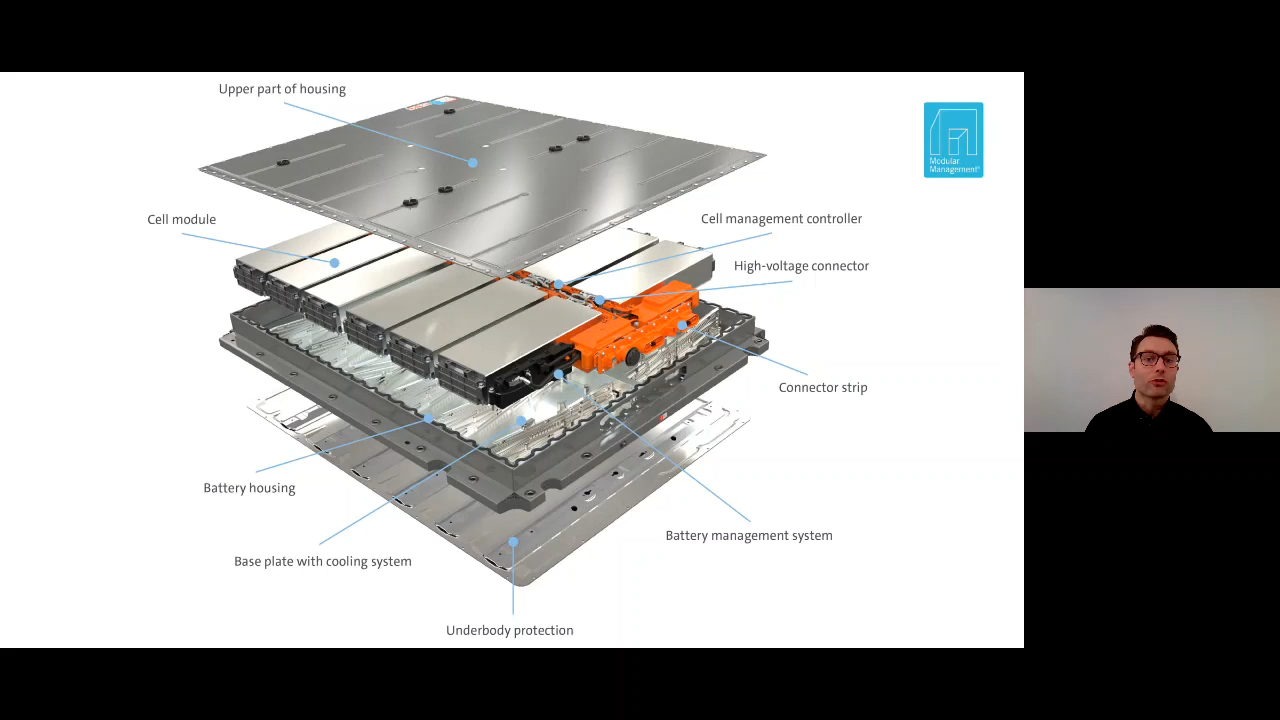 Upper part of housing
Modular
Management®
Cell module
Cell management controller
High-voltage connector
Connector strip
Battery housing
Battery management system
Base plate with cooling system
Underbody protection